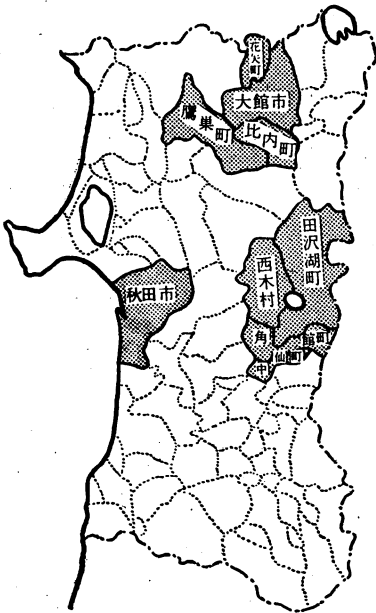 花矢町
大館市
鷹巣町
比内町
田沢湖町
西木村
秋田市
角館町
中仙町